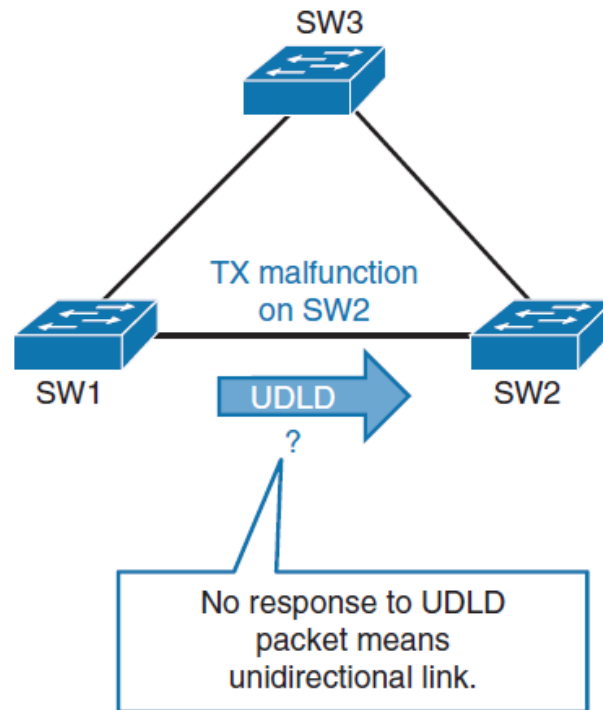 SW3
TX malfunction
on SW2
SW1
SW2
UDLD
?
No response to UDLD
packet means
unidirectional link.